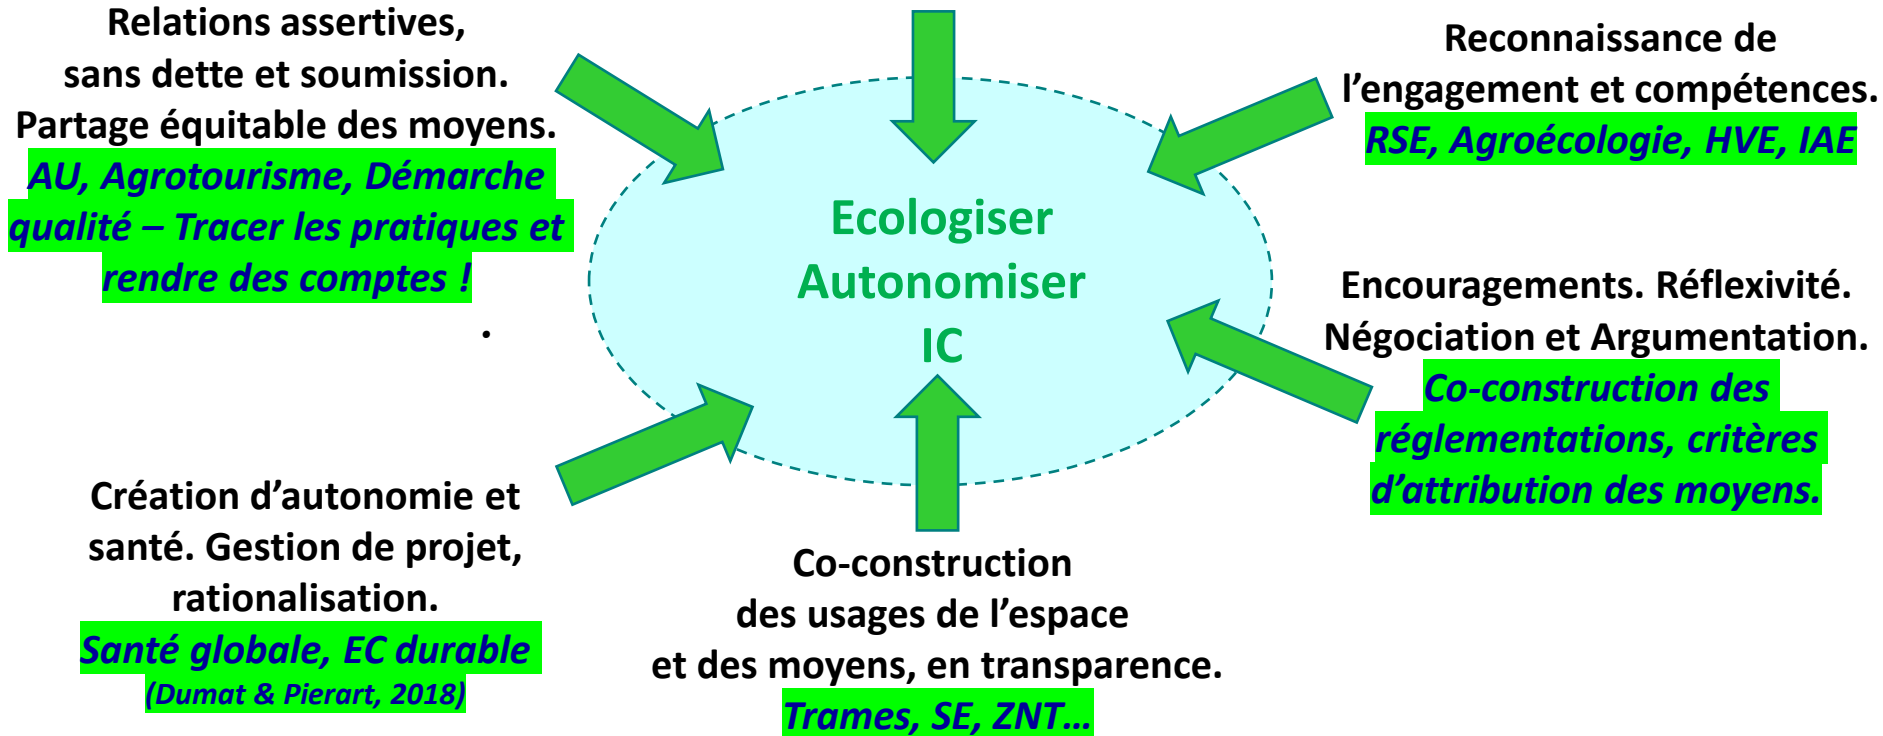 Relations assertives,
sans dette et soumission.
Partage équitable des moyens.
AU, Agrotourisme, Démarche
qualité – Tracer les pratiques et
rendre des comptes !
.
Reconnaissance de
l’engagement et compétences.
RSE, Agroécologie, HVE, IAE
Ecologiser
Autonomiser
IC
Encouragements. Réflexivité.
Négociation et Argumentation.
Co-construction des
réglementations, critères
d’attribution des moyens.
Création d’autonomie et
santé. Gestion de projet,
rationalisation.
Santé globale, EC durable
(Dumat & Pierart, 2018)
Co-construction
des usages de l’espace
et des moyens, en transparence.
Trames, SE, ZNT...